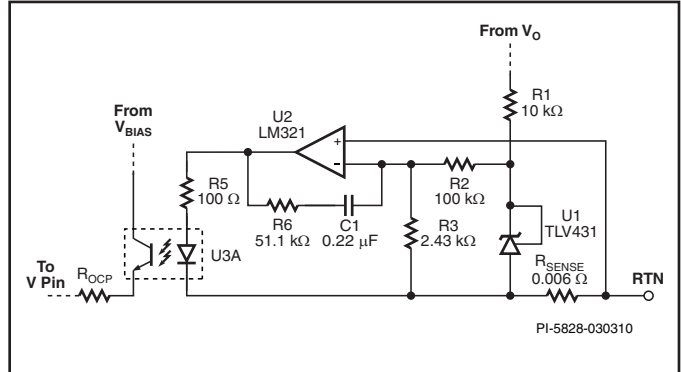 From V_O
R1
10 kΩ
From
V_BIAS
U2
LM321
+
-
R5
100 Ω
R2
100 kΩ
R6
51.1 kΩ
C1
0.22 μF
R3
2.43 kΩ
U1
TLV431
U3A
To
V Pin
R_OCP
R_SENSE
0.006 Ω
RTN
PI-5828-030310